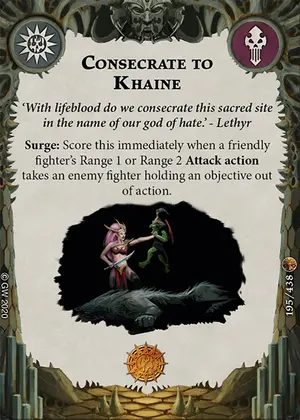 CONSECRATE TO
KHAINE
‘With lifeblood do we consecrate this sacred site
in the name of our god of hate.’ - Lethyr
Surge: Score this immediately when a friendly
fighter’s Range 1 or Range 2 Attack action
takes an enemy fighter holding an objective out
of action.
© GW 2020
195/438